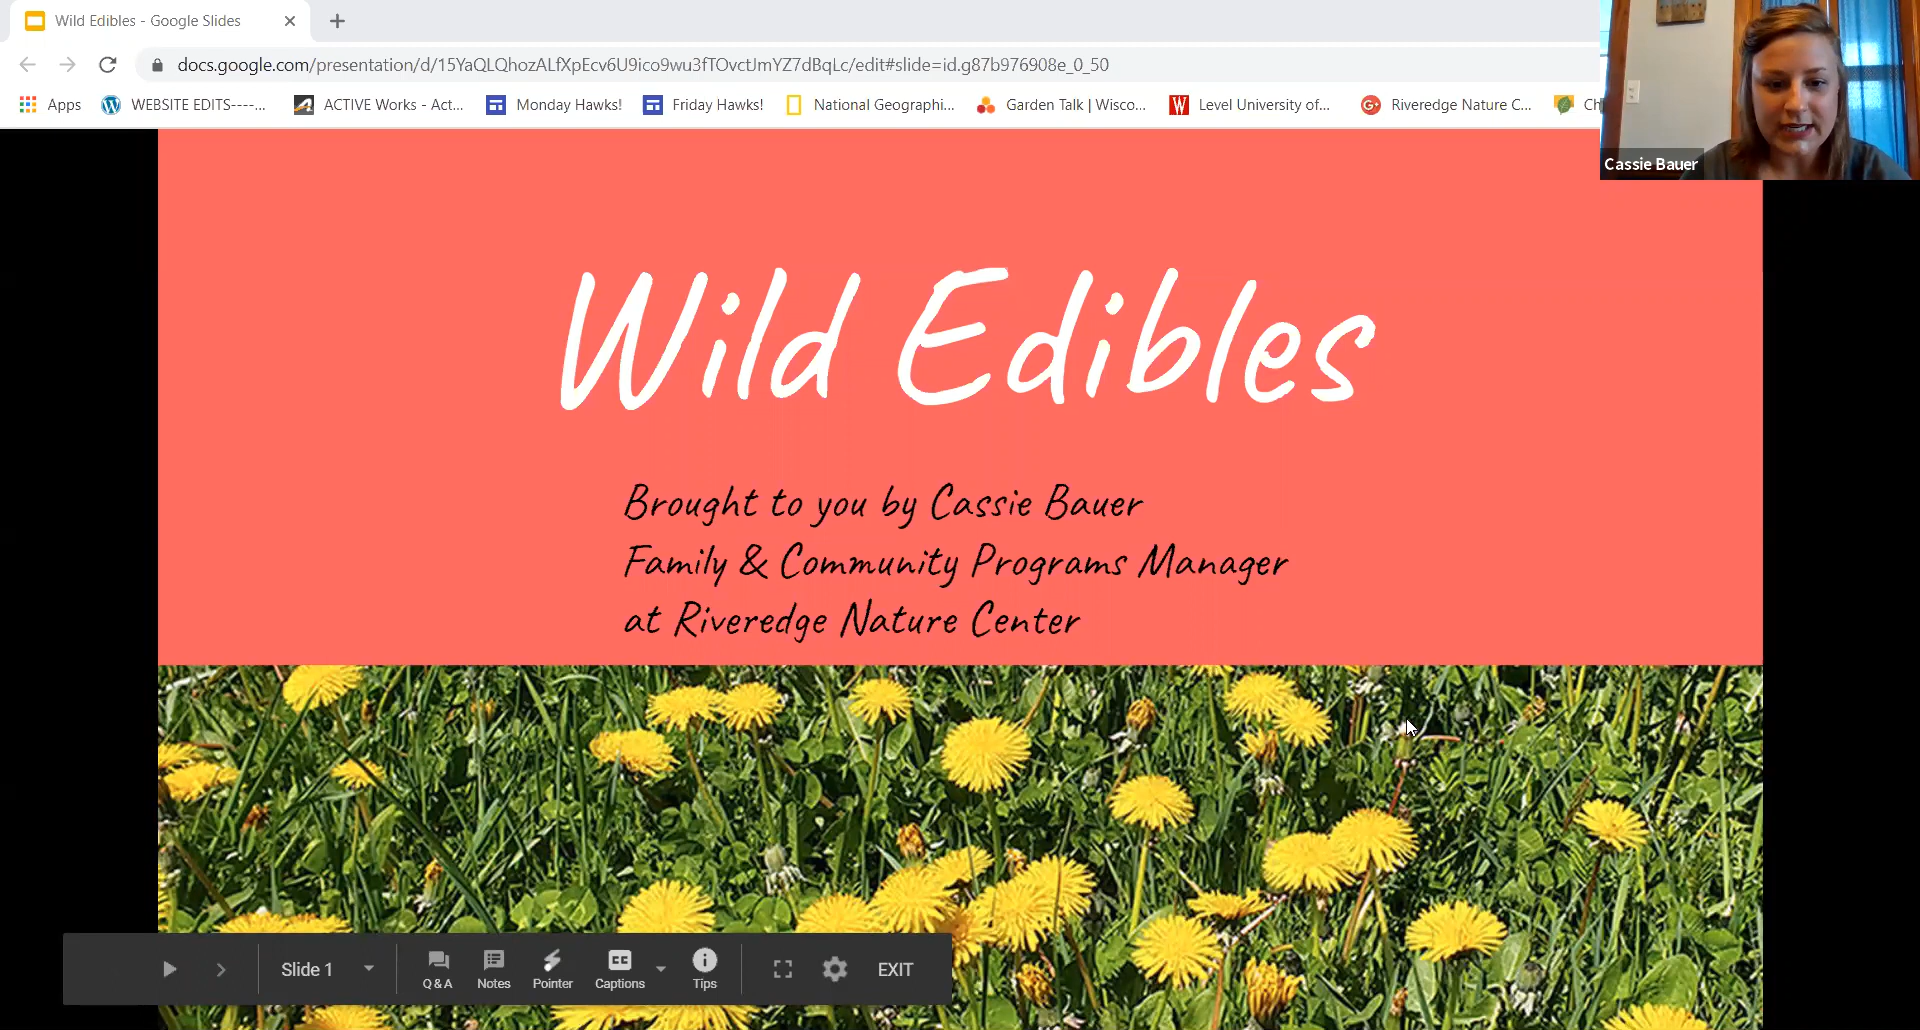 Wild Edibles - Google Slides
docs.google.com/presentation/d/15YaQLQhozALfXpEcv6U9ico9wu3fTOvctJmYZ7dBqLc/edit#slide=id.g87b976908e_0_50
Apps WEBSITE EDITS----... ACTIVE Works - Act... Monday Hawks! Friday Hawks! National Geographi... Garden Talk | Wisco... Level University of... Riveredge Nature C... Ch
Cassie Bauer
Wild Edibles
Brought to you by Cassie Bauer
Family & Community Programs Manager
at Riveredge Nature Center
Slide 1 Q & A Notes Pointer CC Captions Tips EXIT